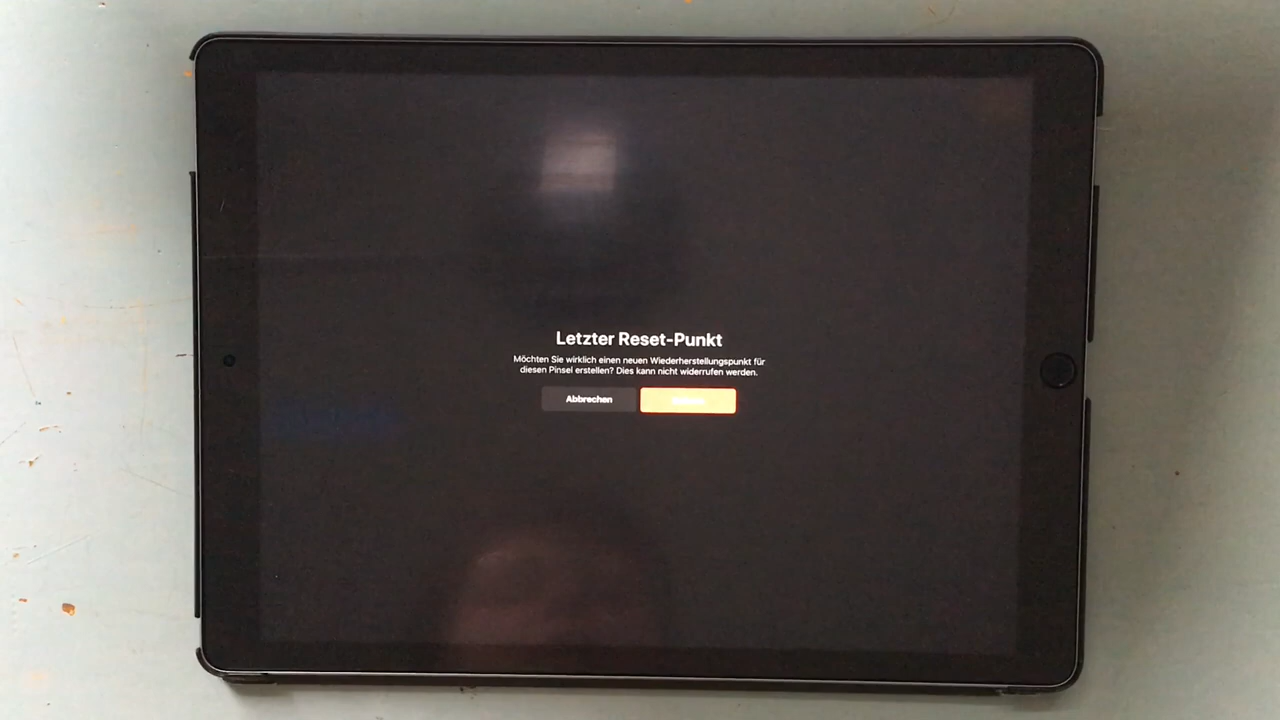 Letzter Reset-Punkt
Möchten Sie wirklich einen neuen Wiederherstellungspunkt für
diesen Pinsel erstellen? Dies kann nicht widerrufen werden.
Abbrechen